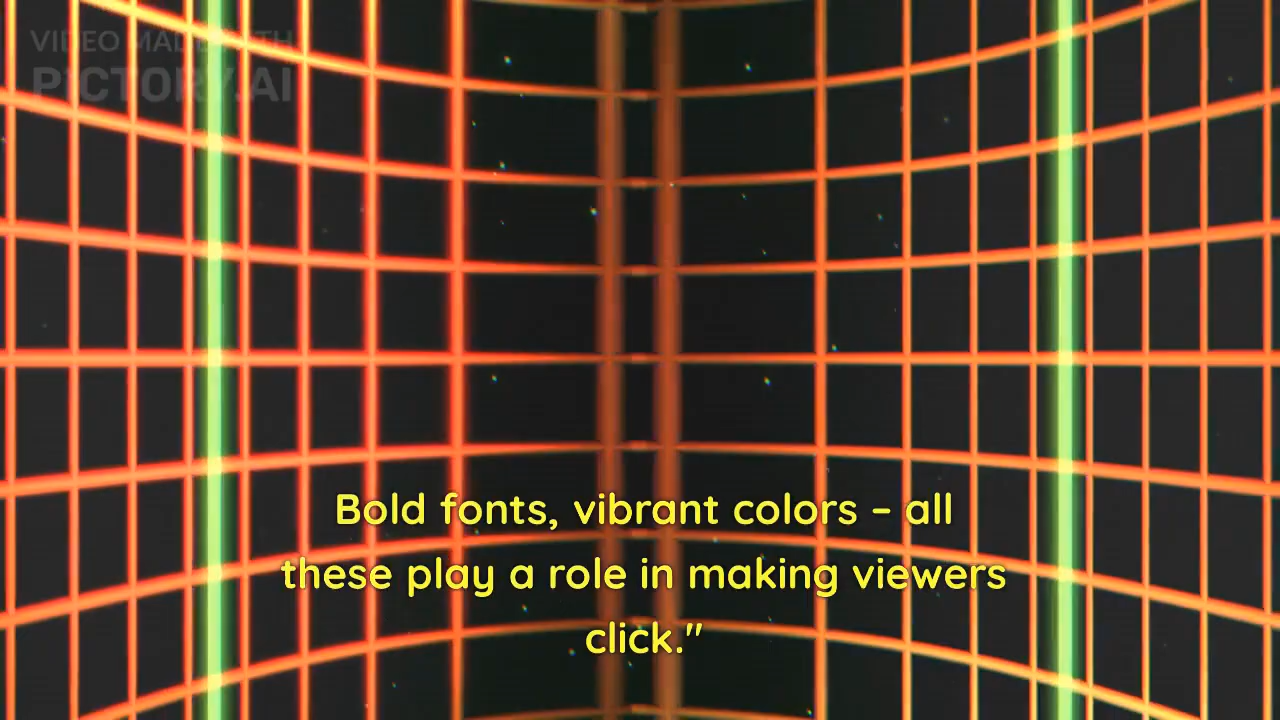 VIDEO MADE WITH
PICTORY.AI
Bold fonts, vibrant colors – all
these play a role in making viewers
click."